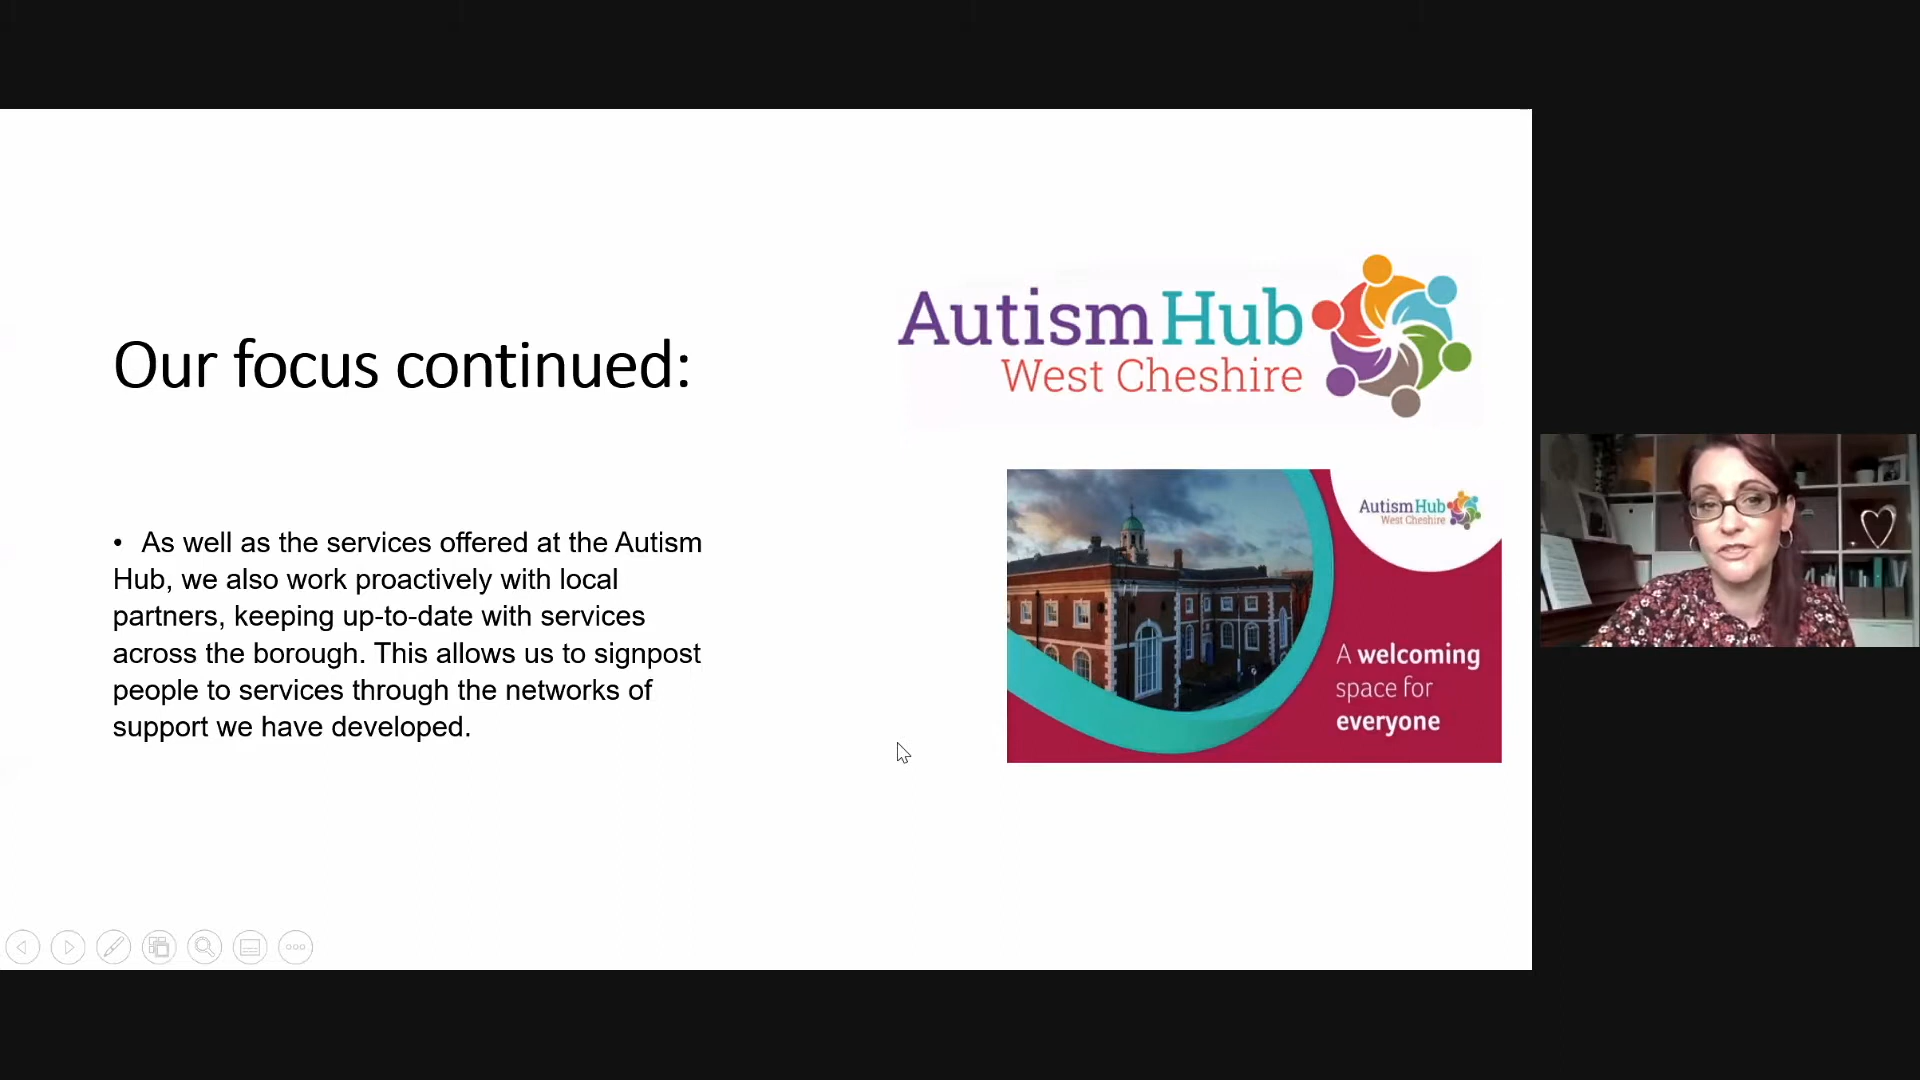 Our focus continued:
• As well as the services offered at the Autism
Hub, we also work proactively with local
partners, keeping up-to-date with services
across the borough. This allows us to signpost
people to services through the networks of
support we have developed.
Autism Hub
West Cheshire
Autism Hub
West Cheshire
A welcoming
space for
everyone